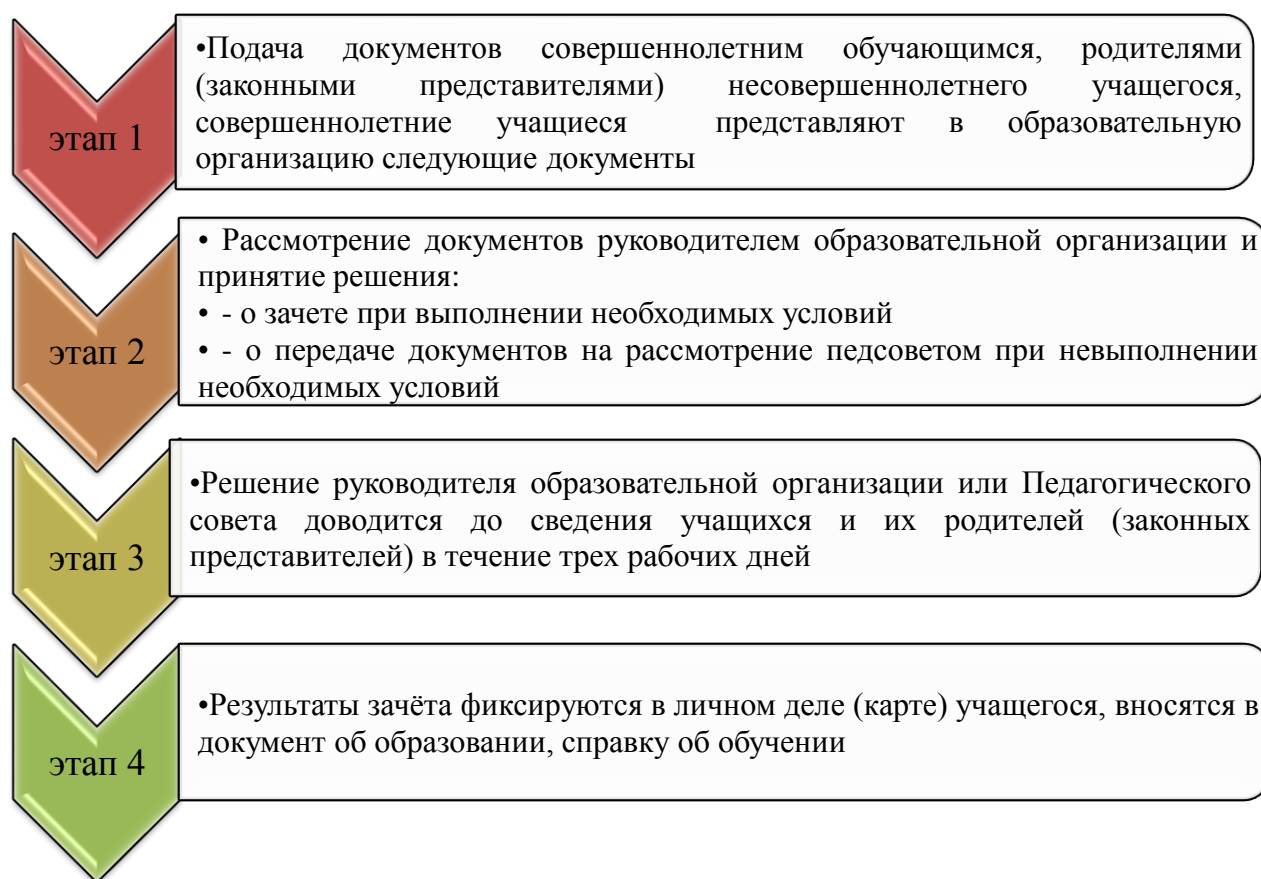 этап 1
•Подача документов совершеннолетним обучающимся, родителями
(законными представителями) несовершеннолетнего учащегося,
совершеннолетние учащиеся представляют в образовательную
организацию следующие документы
этап 2
• Рассмотрение документов руководителем образовательной организации и
принятие решения:
• - о зачете при выполнении необходимых условий
• - о передаче документов на рассмотрение педсоветом при невыполнении
необходимых условий
этап 3
•Решение руководителя образовательной организации или Педагогического
совета доводится до сведения учащихся и их родителей (законных
представителей) в течение трех рабочих дней
этап 4
•Результаты зачёта фиксируются в личном деле (карте) учащегося, вносятся в
документ об образовании, справку об обучении